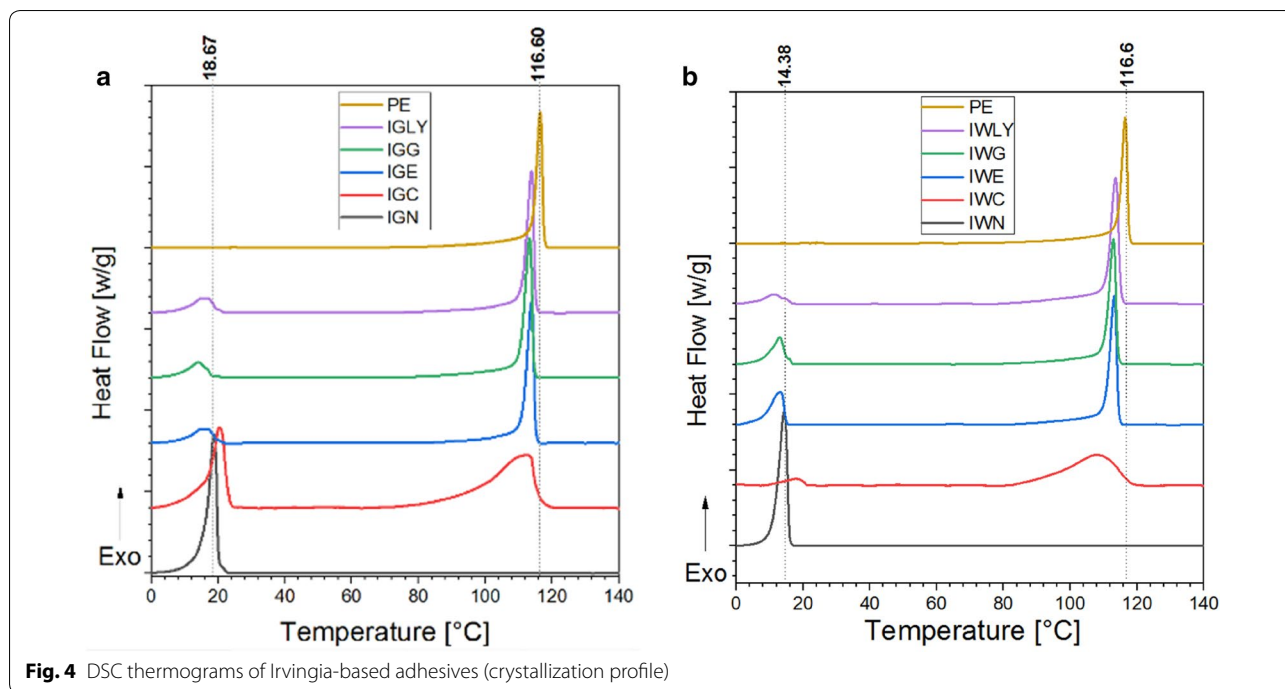 a
18.67
116.60
PE
IGLY
IGG
IGE
IGC
IGN
Heat Flow [w/g]
Exo
0 20 40 60 80 100 120 140
Temperature [°C]
b
14.38
116.6
PE
IWLY
IWG
IWE
IWC
IWN
Heat Flow [w/g]
Exo
0 20 40 60 80 100 120 140
Temperature [°C]
Fig. 4 DSC thermograms of Irvingia-based adhesives (crystallization profile)